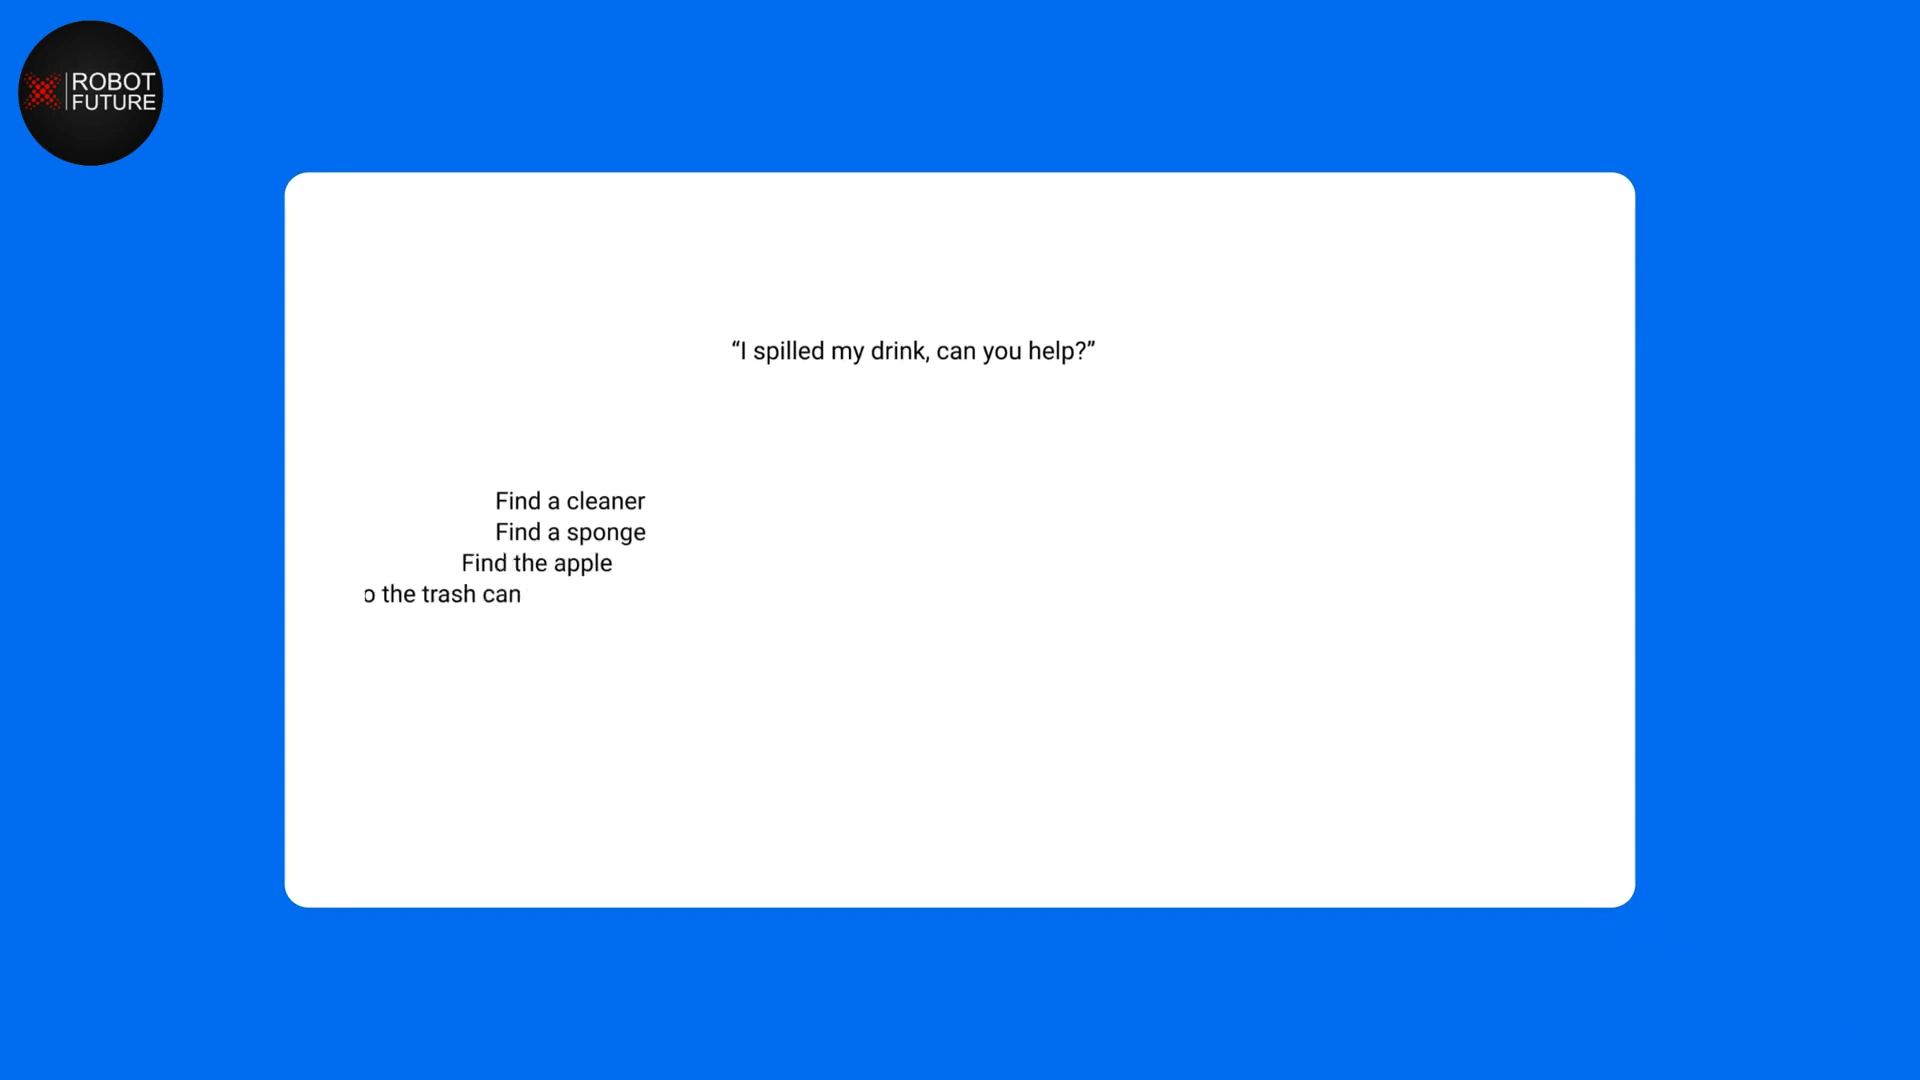 ROBOT
FUTURE
“I spilled my drink, can you help?”
Find a cleaner
Find a sponge
Find the apple
o the trash can